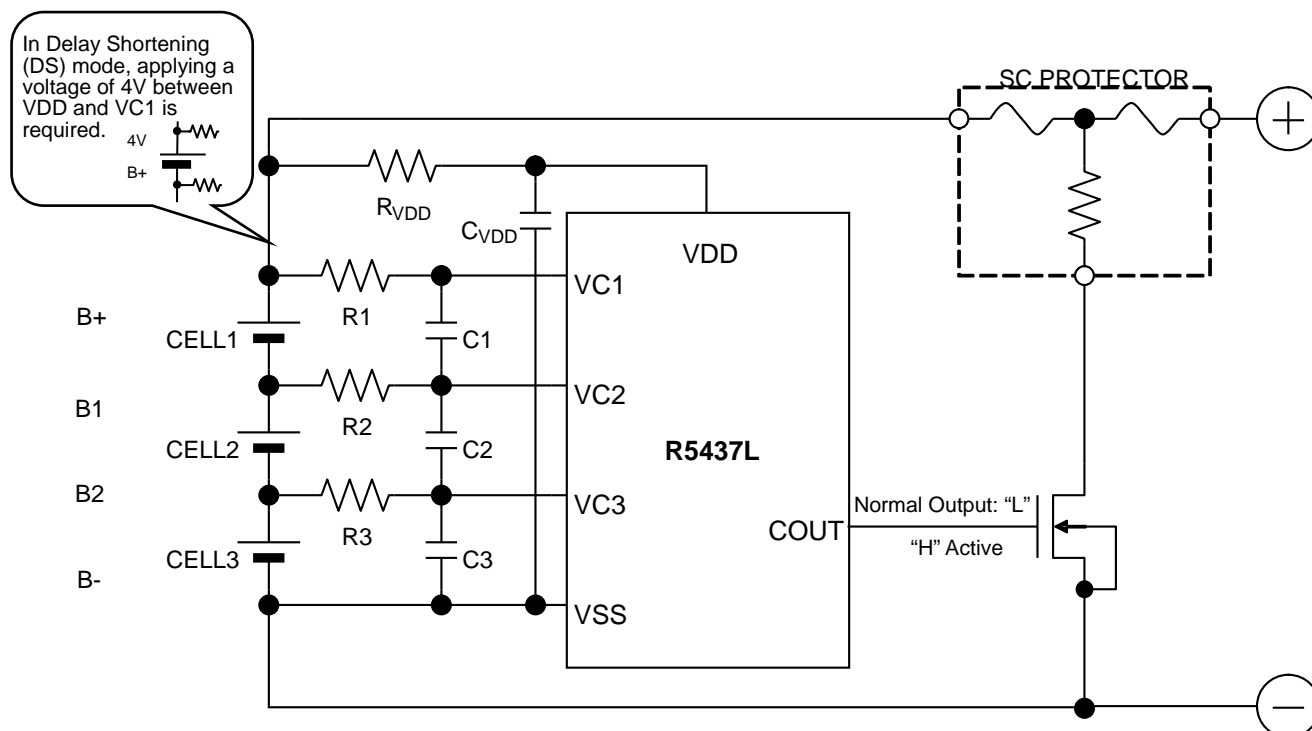 In Delay Shortening
(DS) mode, applying a
voltage of 4V between
VDD and VC1 is
required.
4V
B+
SC PROTECTOR
+
RVDD
CVDD
VDD
VC1
R1
B+
CELL1
C1
VC2
B1
R2
CELL2
C2
R5437L
B2
VC3
R3
Normal Output: “L”
COUT
“H” Active
CELL3
C3
B-
VSS
−